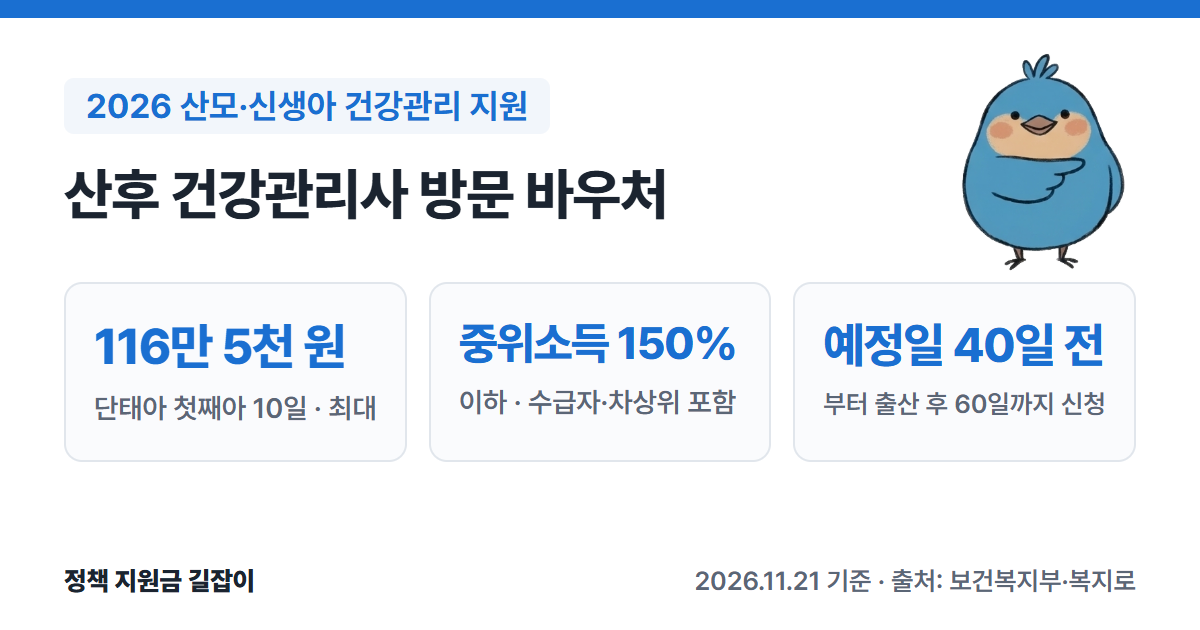 2026 산모·신생아 건강관리 지원
산후 건강관리사 방문 바우처
116만 5천 원
단태아 첫째아 10일 · 최대
중위소득 150%
이하 · 수급자·차상위 포함
예정일 40일 전
부터 출산 후 60일까지 신청
정책 지원금 길잡이
2026.11.21 기준 · 출처: 보건복지부·복지로